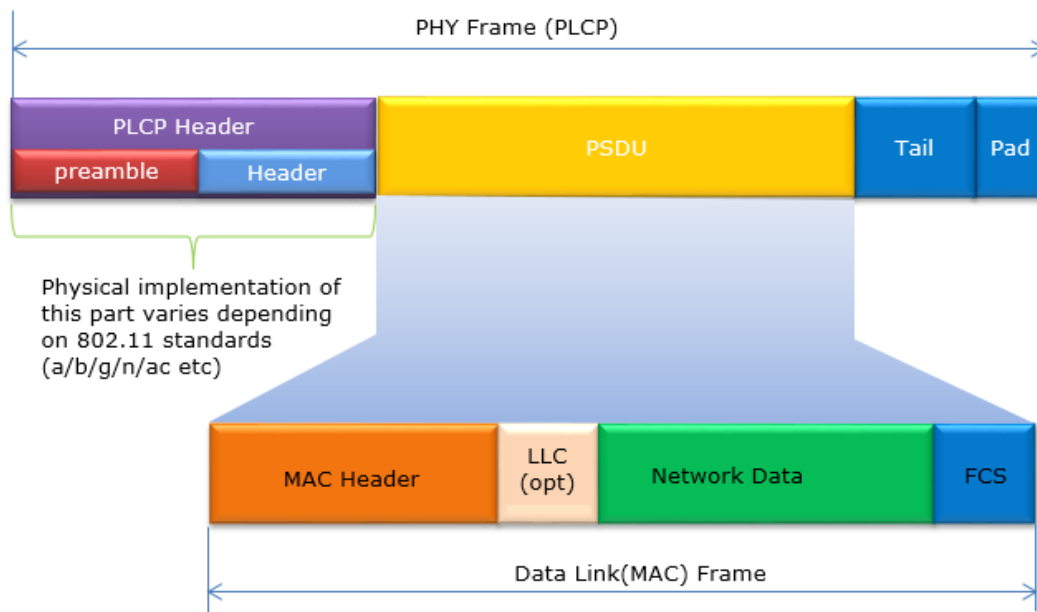 PHY Frame (PLCP)
PLCP Header
preamble
Header
PSDU
Tail
Pad
Physical implementation of
this part varies depending
on 802.11 standards
(a/b/g/n/ac etc)
MAC Header
LLC
(opt)
Network Data
FCS
Data Link(MAC) Frame